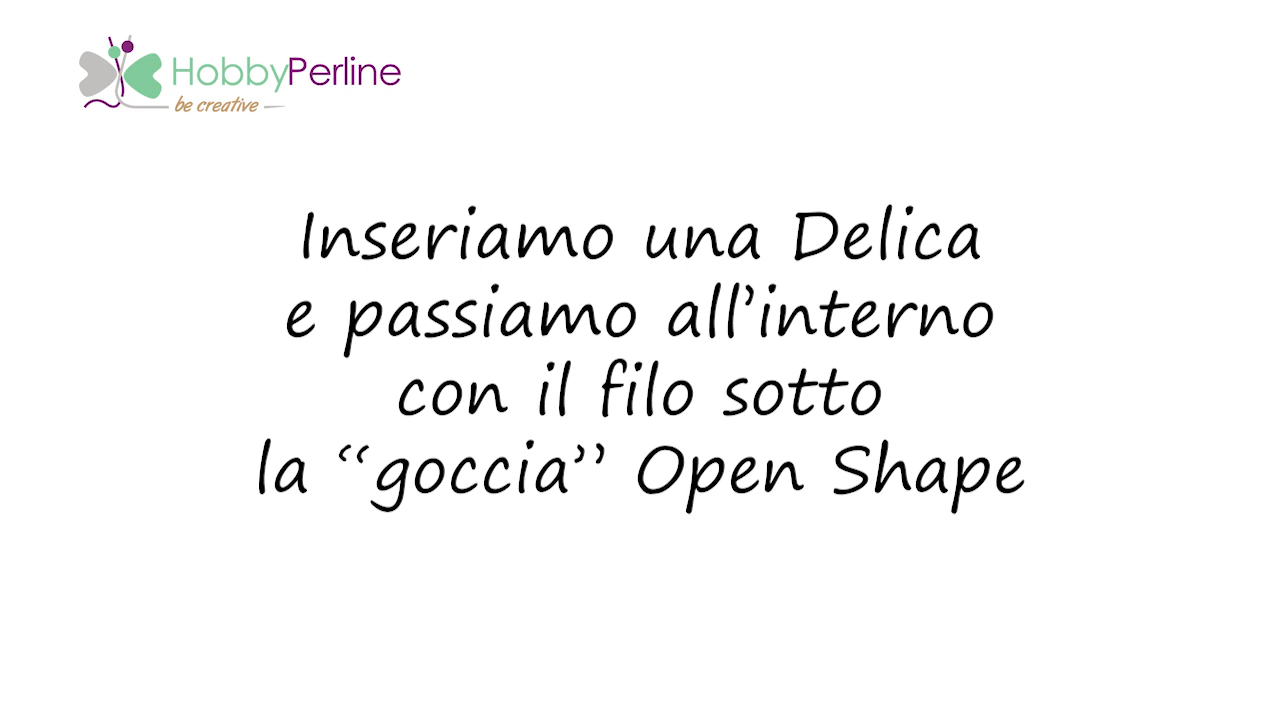 HobbyPerline
be creative
Inseriamo una Delica
e passiamo all’interno
con il filo sotto
la “goccia” Open Shape